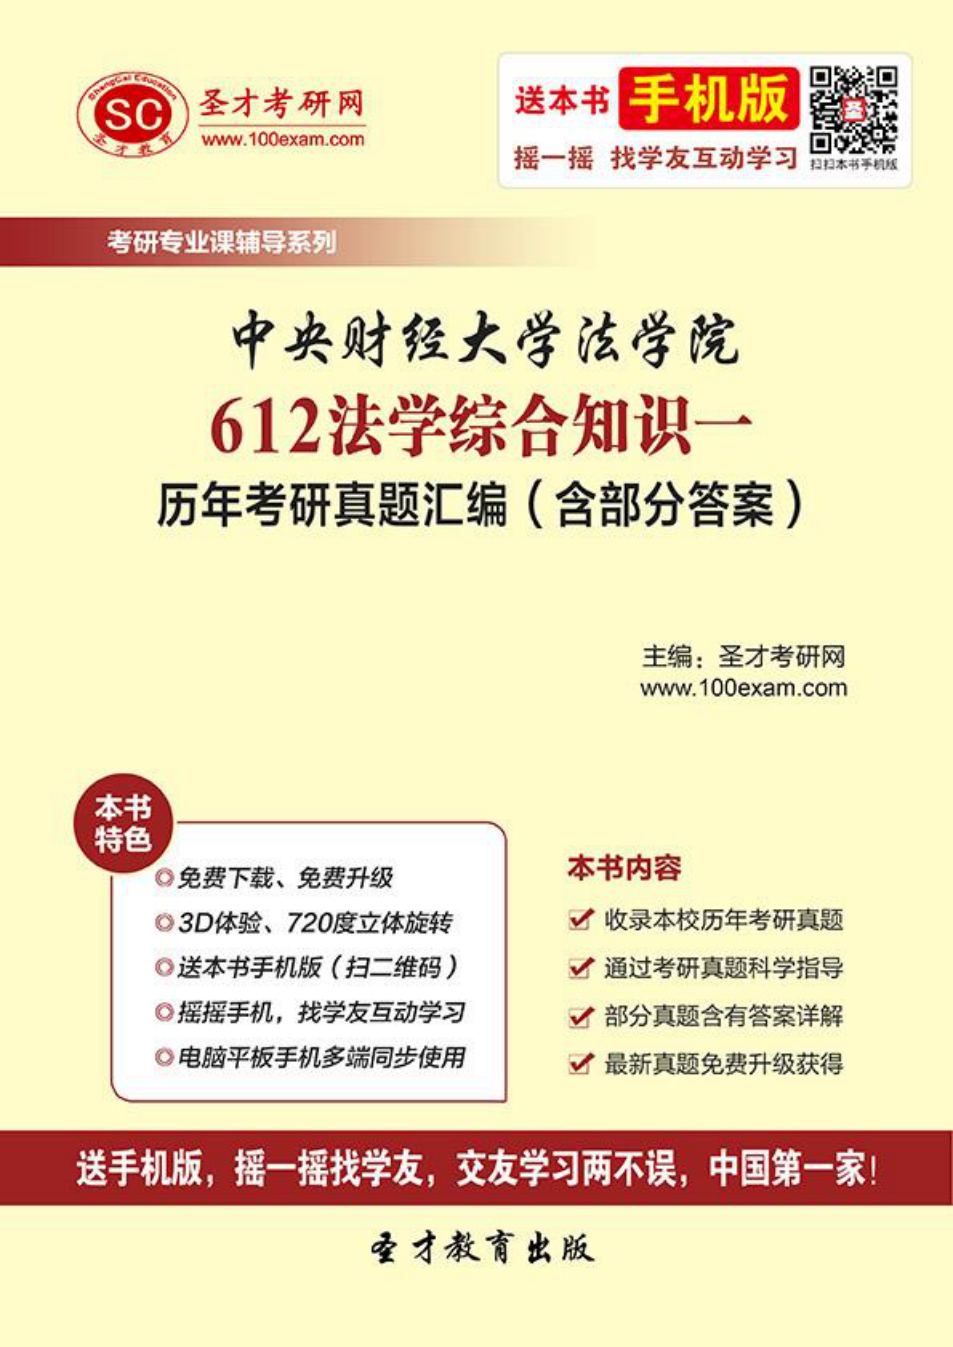 ShengCai Education
SC
圣才教育
圣才考研网
www.100exam.com
送本书 手机版
摇一摇 找学友互动学习
圣
扫扫本书手机版
考研专业课辅导系列
中央财经大学法学院
612法学综合知识一
历年考研真题汇编（含部分答案）
主编：圣才考研网
www.100exam.com
本书
特色
免费下载、免费升级
3D体验、720度立体旋转
送本书手机版（扫二维码）
摇摇手机，找学友互动学习
电脑平板手机多端同步使用
本书内容
收录本校历年考研真题
通过考研真题科学指导
部分真题含有答案详解
最新真题免费升级获得
送手机版，摇一摇找学友，交友学习两不误，中国第一家！
圣才教育出版